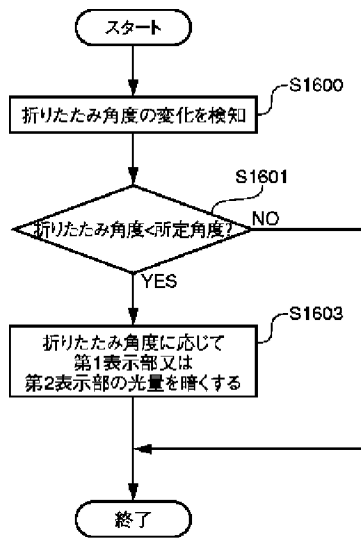 スタート
S1600
折りたたみ角度の変化を検知
S1601
折りたたみ角度<所定角度?
NO
YES
S1603
折りたたみ角度に応じて
第1表示部又は
第2表示部の光量を暗くする
終了